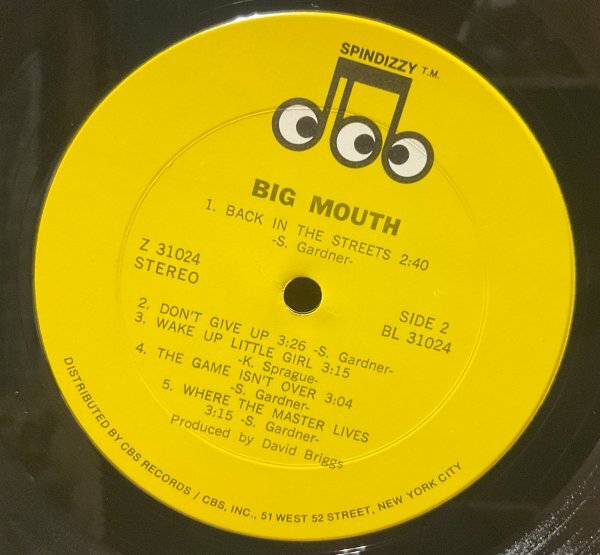 SPINDIZZY T.M.
BIG MOUTH
1. BACK IN THE STREETS 2:40
-S. Gardner-
Z 31024
STEREO
SIDE 2
BL 31024
2. DON'T GIVE UP 3:26 -S. Gardner-
3. WAKE UP LITTLE GIRL 3:15
-K. Sprague-
4. THE GAME ISN'T OVER 3:04
-S. Gardner-
5. WHERE THE MASTER LIVES
3:15 -S. Gardner-
Produced by David Briggs
DISTRIBUTED BY CBS RECORDS / CBS, INC., 51 WEST 52 STREET, NEW YORK CITY